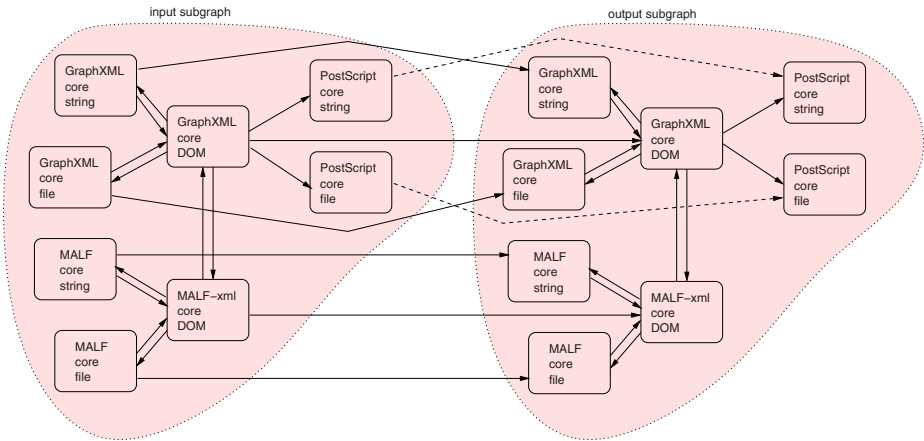 input subgraph
output subgraph
GraphXML
core
string
PostScript
core
string
GraphXML
core
DOM
GraphXML
core
file
PostScript
core
file
MALF
core
string
MALF−xml
core
DOM
MALF
core
file
GraphXML
core
string
PostScript
core
string
GraphXML
core
DOM
GraphXML
core
file
PostScript
core
file
MALF
core
string
MALF−xml
core
DOM
MALF
core
file